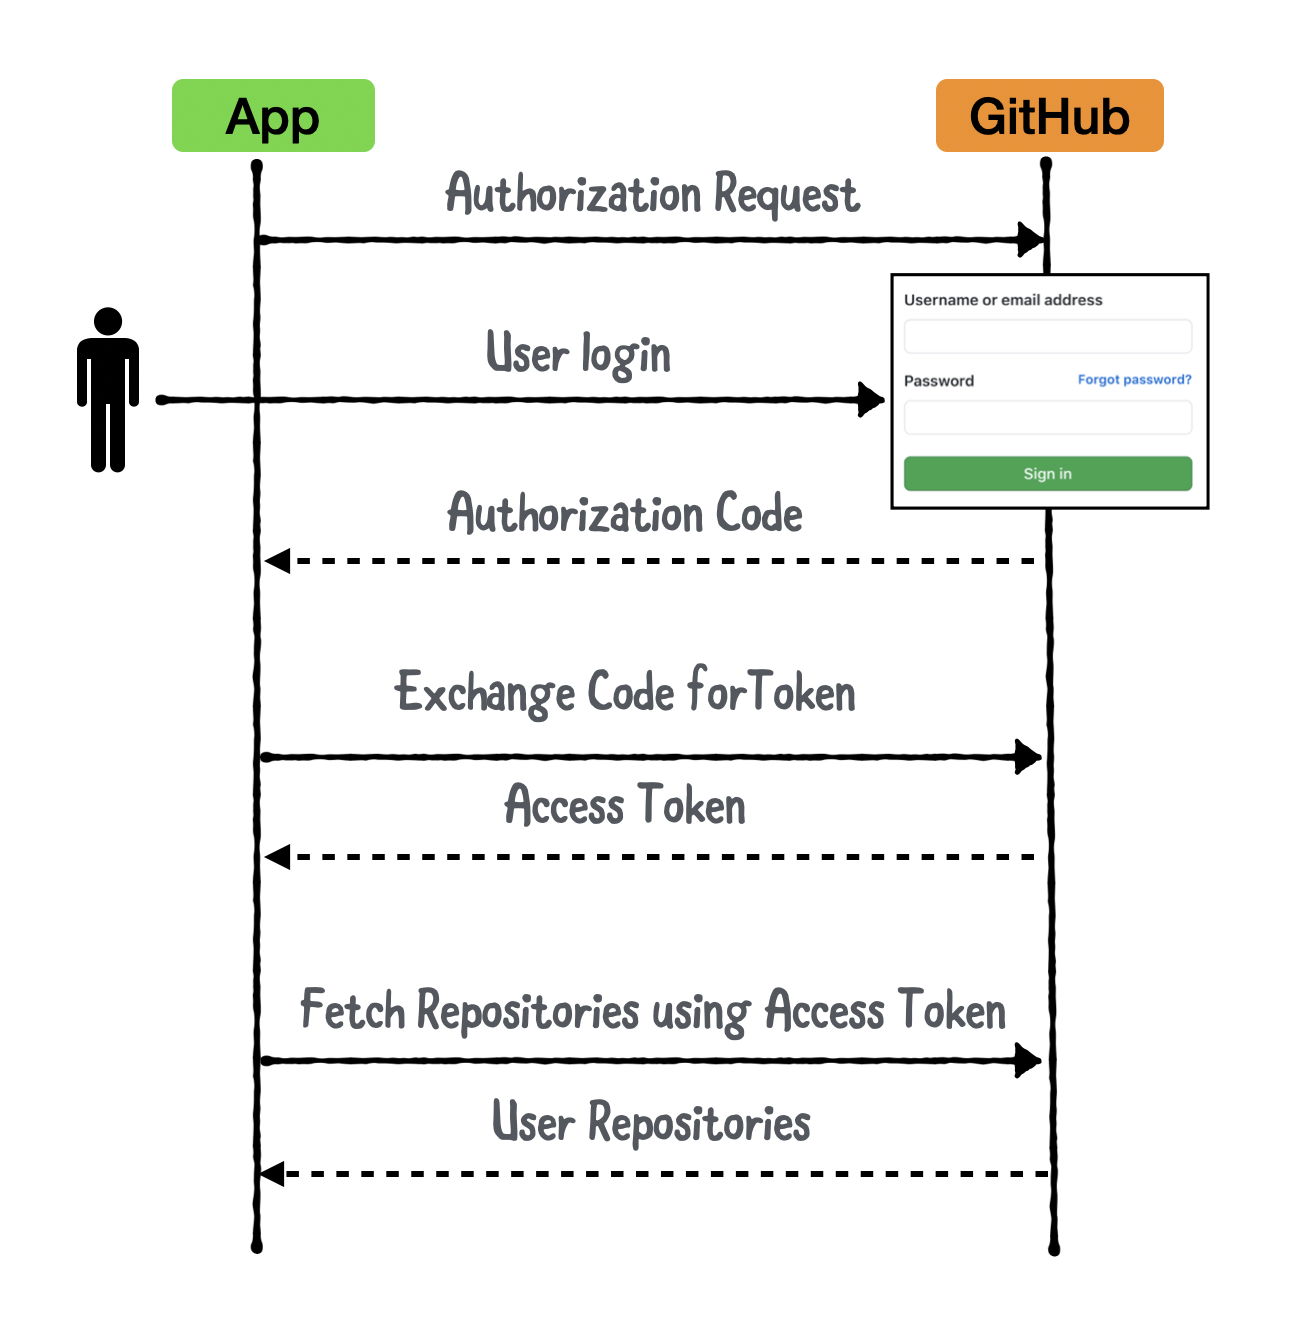 App
GitHub
Authorization Request
Username or email address
User login
Password
Forgot password?
Sign in
Authorization Code
Exchange Code forToken
Access Token
Fetch Repositories using Access Token
User Repositories